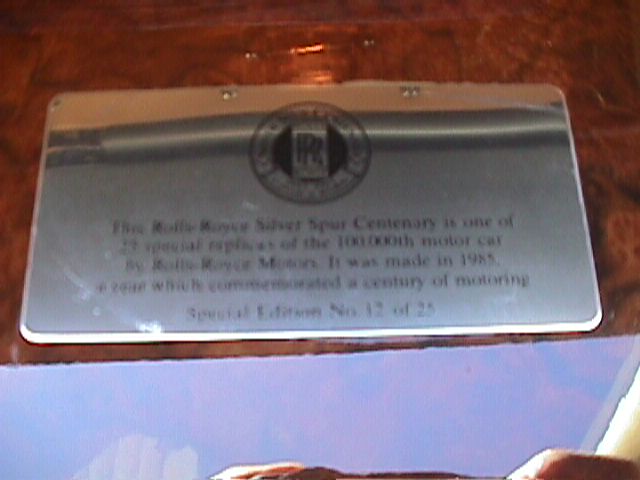 RR
This Rolls-Royce Silver Spur Centenary is one of
25 special replicas of the 100,000th motor car
by Rolls-Royce Motors. It was made in 1985,
a year which commemorated a century of motoring
Special Edition No. 12 of 25